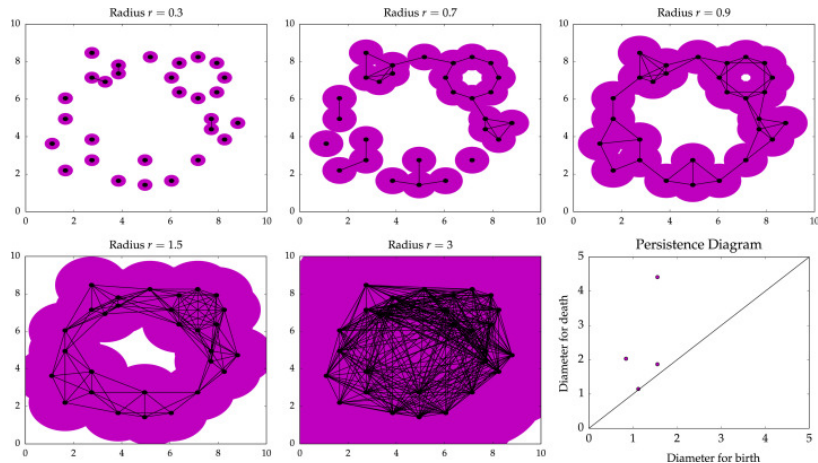 Radius r = 0.3
10
8
6
4
2
0
0 2 4 6 8 10
Radius r = 0.7
10
8
6
4
2
0
0 2 4 6 8 10
Radius r = 0.9
10
8
6
4
2
0
0 2 4 6 8 10
Radius r = 1.5
10
8
6
4
2
0
0 2 4 6 8 10
Radius r = 3
10
8
6
4
2
0
0 2 4 6 8 10
Persistence Diagram
Diameter for death
5
4
3
2
1
0
0 1 2 3 4 5
Diameter for birth